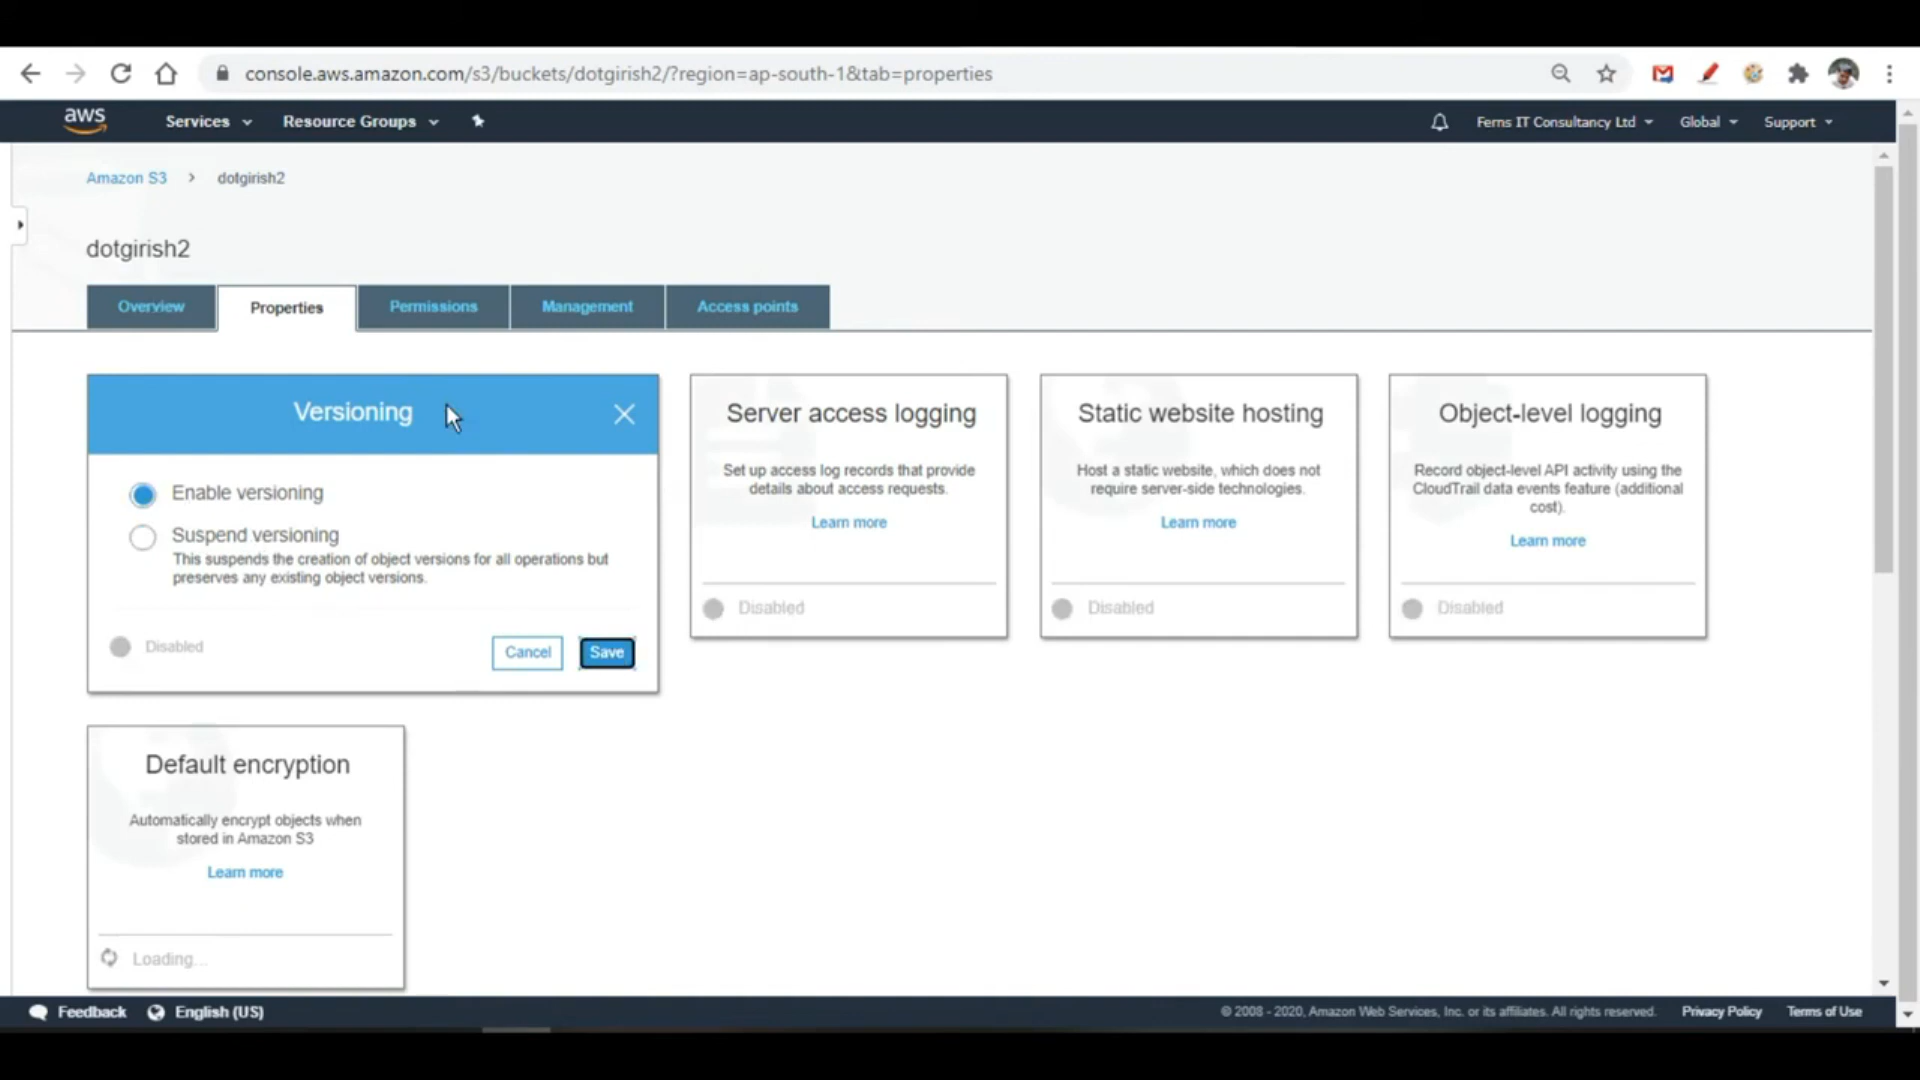 console.aws.amazon.com/s3/buckets/dotgirish2/?region=ap-south-1&tab=properties
aws
Services
Resource Groups
Ferns IT Consultancy Ltd
Global
Support
Amazon S3 > dotgirish2
dotgirish2
Overview
Properties
Permissions
Management
Access points
Versioning
Enable versioning
Suspend versioning
This suspends the creation of object versions for all operations but
preserves any existing object versions.
Disabled
Cancel
Save
Server access logging
Set up access log records that provide
details about access requests.
Learn more
Disabled
Static website hosting
Host a static website, which does not
require server-side technologies.
Learn more
Disabled
Object-level logging
Record object-level API activity using the
CloudTrail data events feature (additional
cost).
Learn more
Disabled
Default encryption
Automatically encrypt objects when
stored in Amazon S3
Learn more
Loading...
Feedback
English (US)
© 2008 - 2020, Amazon Web Services, Inc. or its affiliates. All rights reserved.
Privacy Policy
Terms of Use